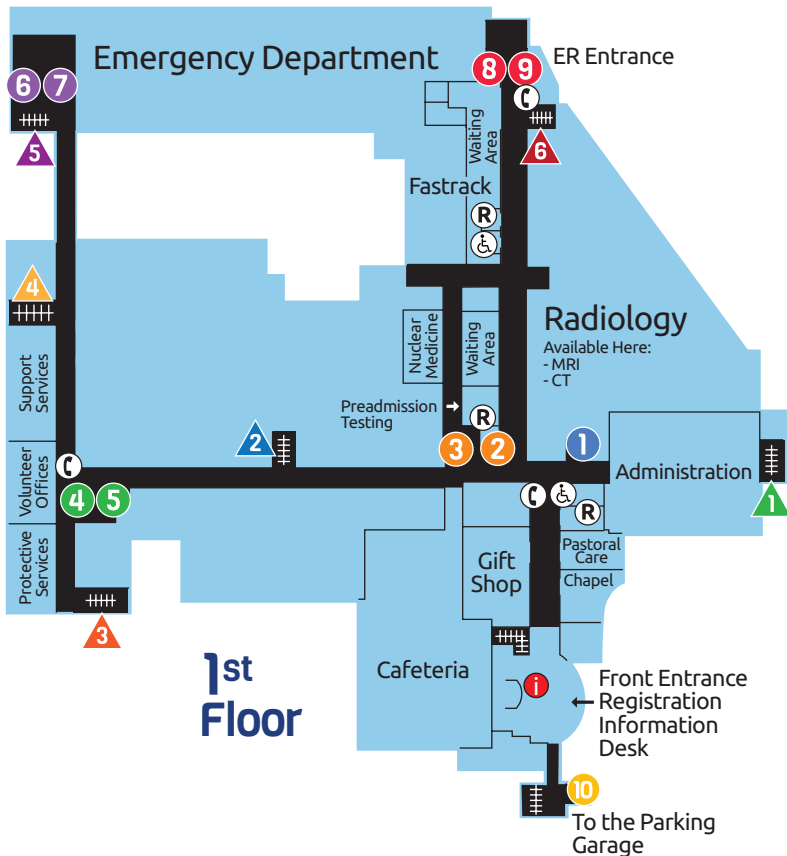 Emergency Department
ER Entrance
8
9
6
7
5
6
Waiting
Area
Fastrack
R
4
Nuclear
Medicine
Waiting
Area
Radiology
Available Here:
- MRI
- CT
Support
Services
Preadmission
Testing
R
2
3
2
1
Administration
Volunteer
Offices
4
5
1
R
Protective
Services
Gift
Shop
Pastoral
Care
Chapel
3
1st
Floor
Cafeteria
i
Front Entrance
Registration
Information
Desk
10
To the Parking
Garage